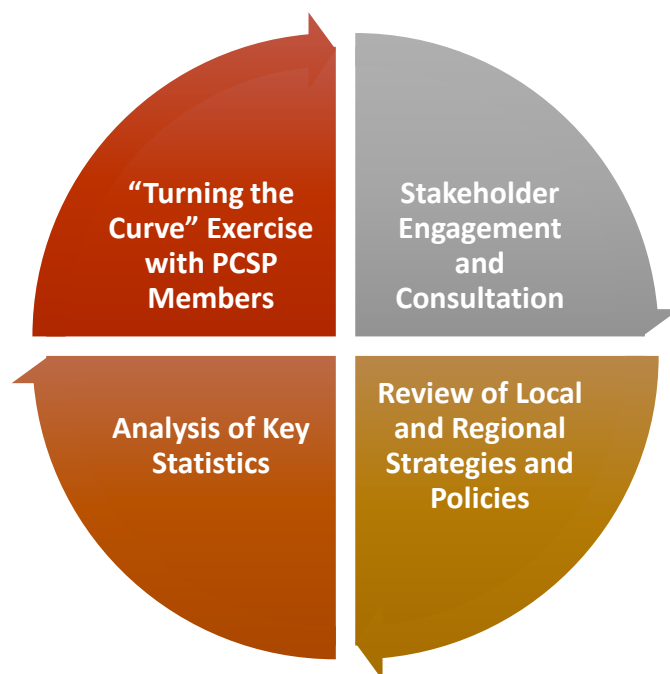 “Turning the
Curve” Exercise
with PCSP
Members
Stakeholder
Engagement
and
Consultation
Analysis of Key
Statistics
Review of Local
and Regional
Strategies and
Policies